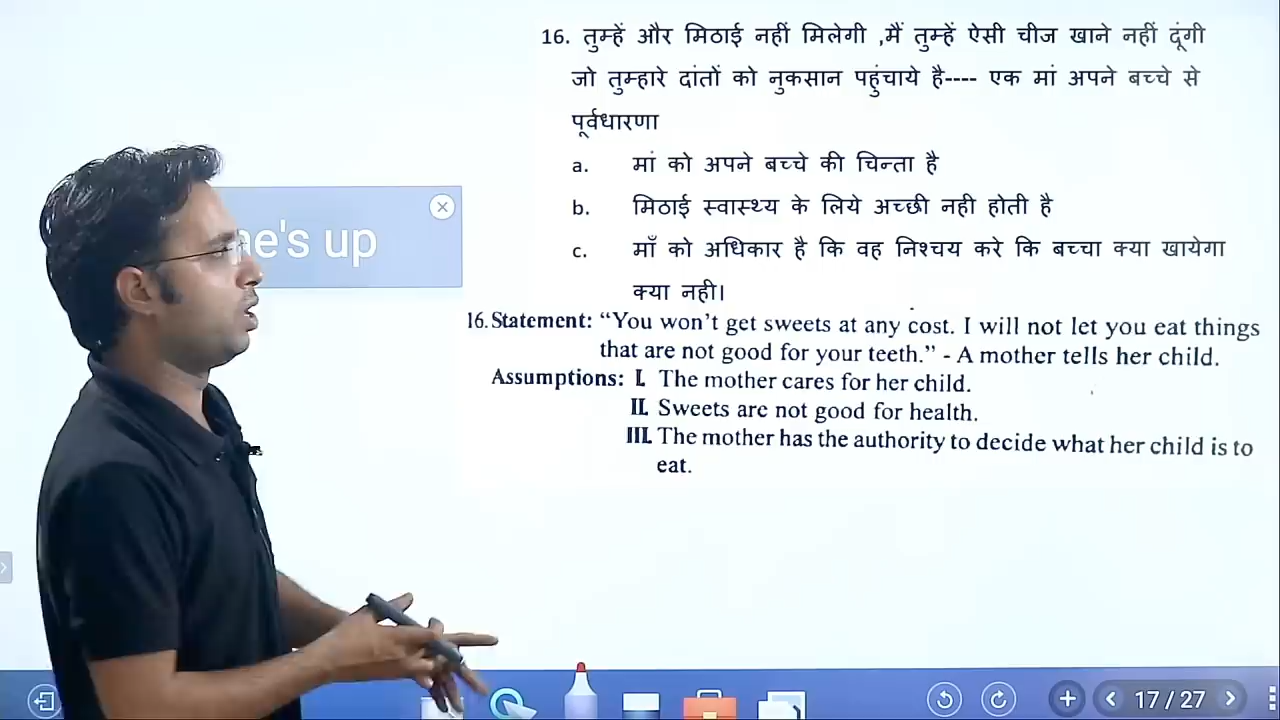 16. तुम्हें और मिठाई नहीं मिलेगी ,मैं तुम्हें ऐसी चीज खाने नहीं दूंगी
जो तुम्हारे दांतों को नुकसान पहुंचाये है---- एक मां अपने बच्चे से
पूर्वधारणा
a. मां को अपने बच्चे की चिन्ता है
b. मिठाई स्वास्थ्य के लिये अच्छी नही होती है
c. माँ को अधिकार है कि वह निश्चय करे कि बच्चा क्या खायेगा
क्या नही।
16. Statement: “You won’t get sweets at any cost. I will not let you eat things
that are not good for your teeth.” - A mother tells her child.
Assumptions: I. The mother cares for her child.
II. Sweets are not good for health.
III. The mother has the authority to decide what her child is to
eat.
up
17 / 27